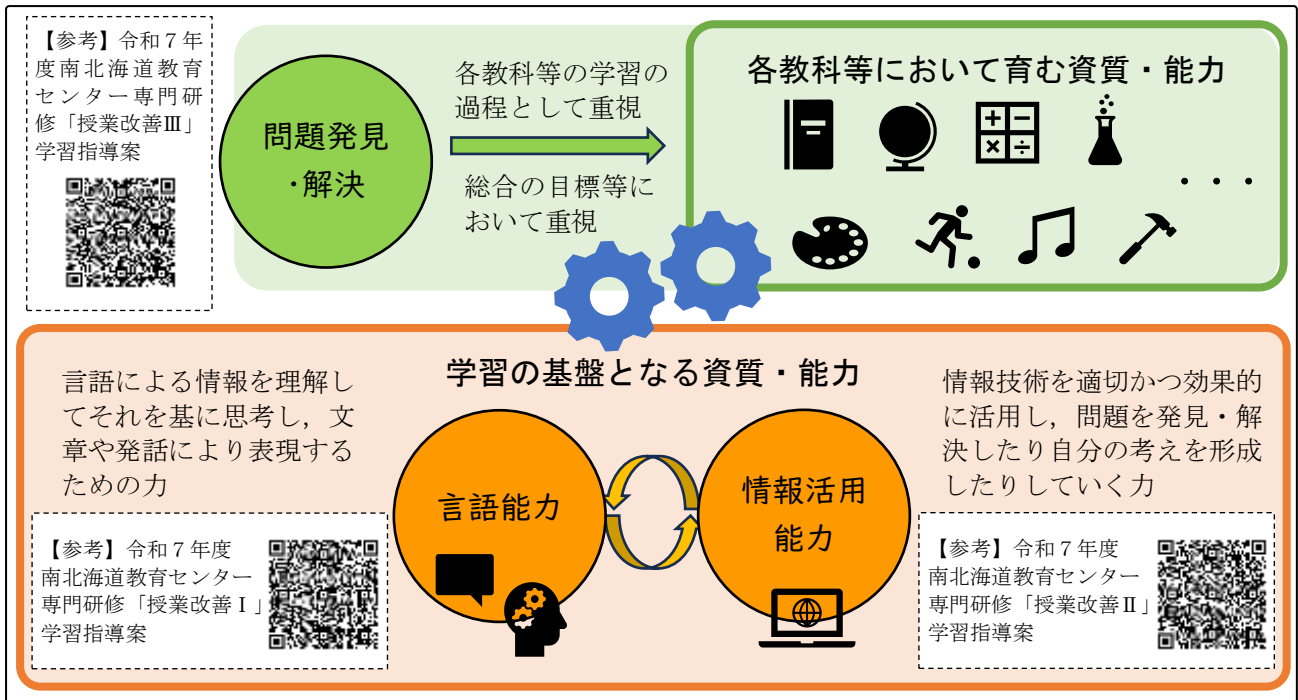 【参考】令和７年
度南北海道教育
センター専門研
修「授業改善Ⅲ」
学習指導案
問題発見
・解決
各教科等の学習の
過程として重視
総合の目標等に
おいて重視
各教科等において育む資質・能力
・・・
学習の基盤となる資質・能力
言語による情報を理解し
てそれを基に思考し，文
章や発話により表現する
ための力
【参考】令和７年度
南北海道教育センター
専門研修「授業改善Ⅰ」
学習指導案
言語能力
情報活用
能力
情報技術を適切かつ効果的
に活用し，問題を発見・解
決したり自分の考えを形成
したりしていく力
【参考】令和７年度
南北海道教育センター
専門研修「授業改善Ⅱ」
学習指導案